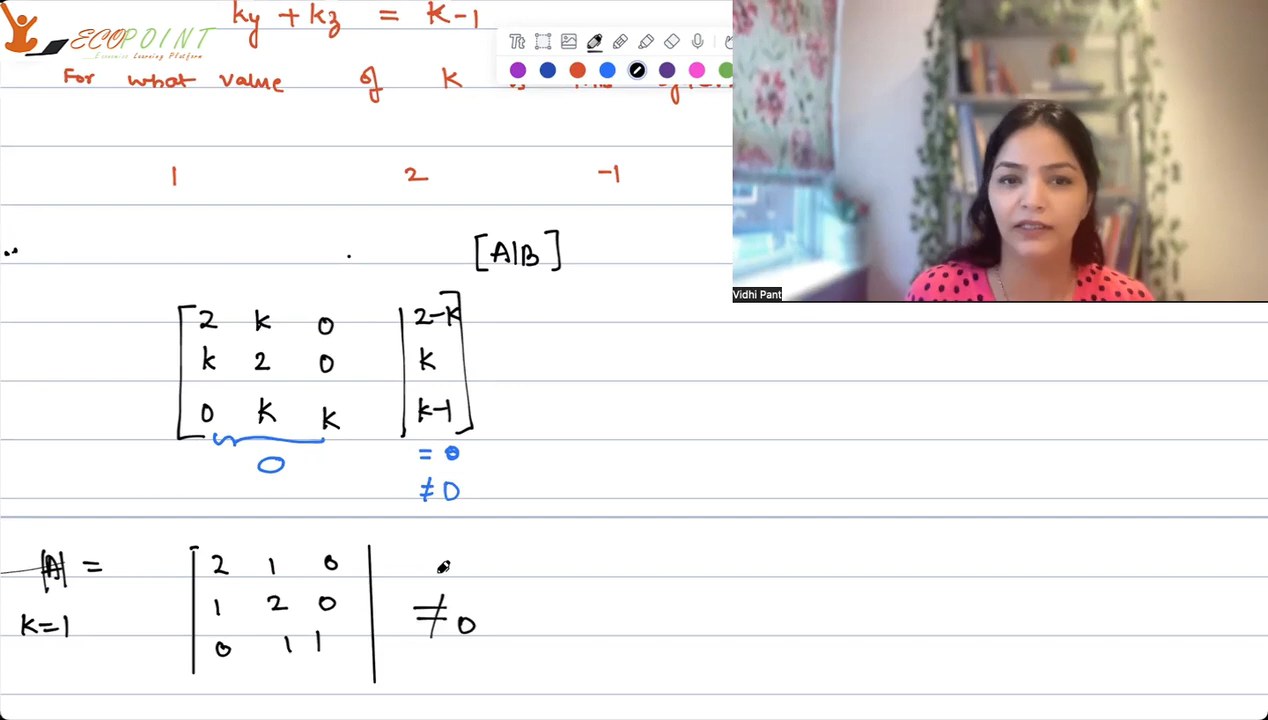 ky + kz = K-1
ECOPOINT
Economics Learning Platform
For what value of K
1 2 -1
[A|B]
2 k 0 2-K
k 2 0 k
0 k k k-1
0 = 0
≠ 0
|A| = 2 1 0
1 2 0 ≠ 0
K=1
0 1 1
Tt
Vidhi Pant